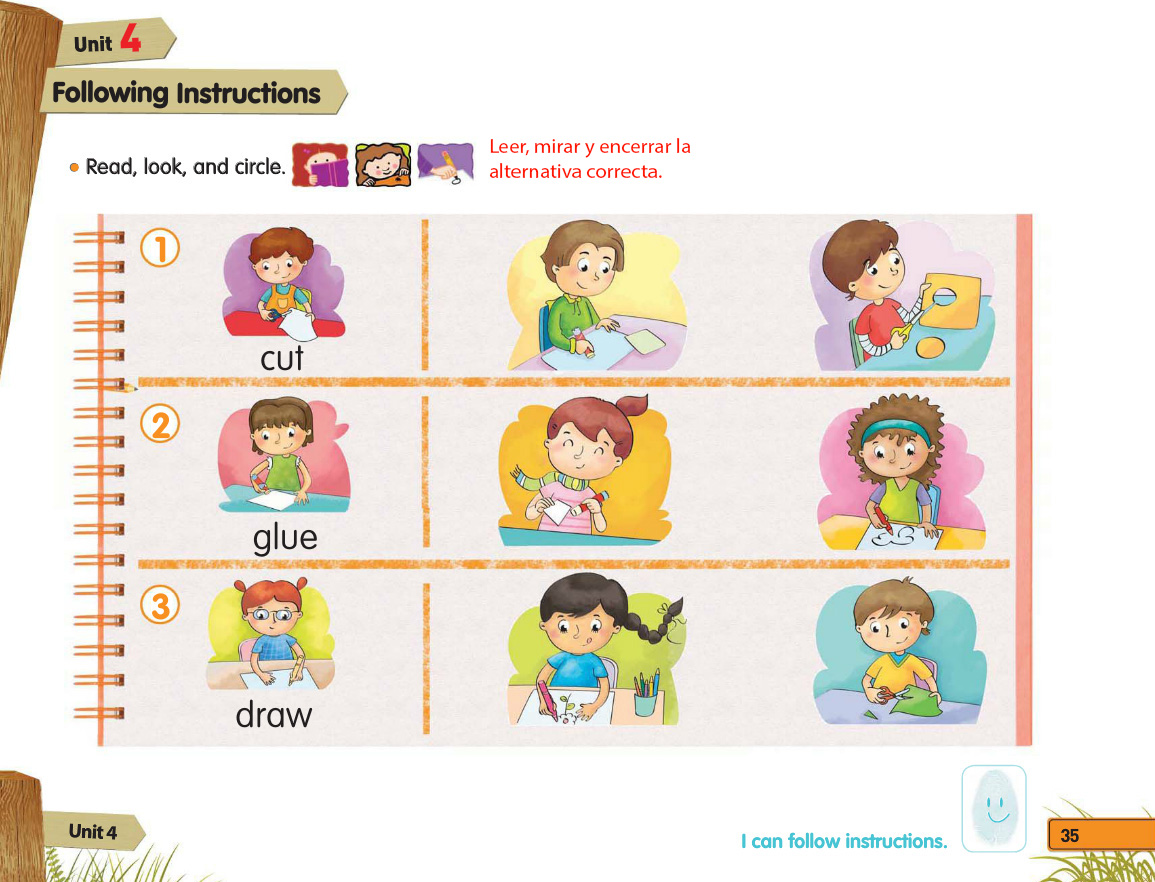 Unit 4
Following Instructions
• Read, look, and circle.
Leer, mirar y encerrar la
alternativa correcta.
1
cut
2
glue
3
draw
Unit 4
I can follow instructions.
35